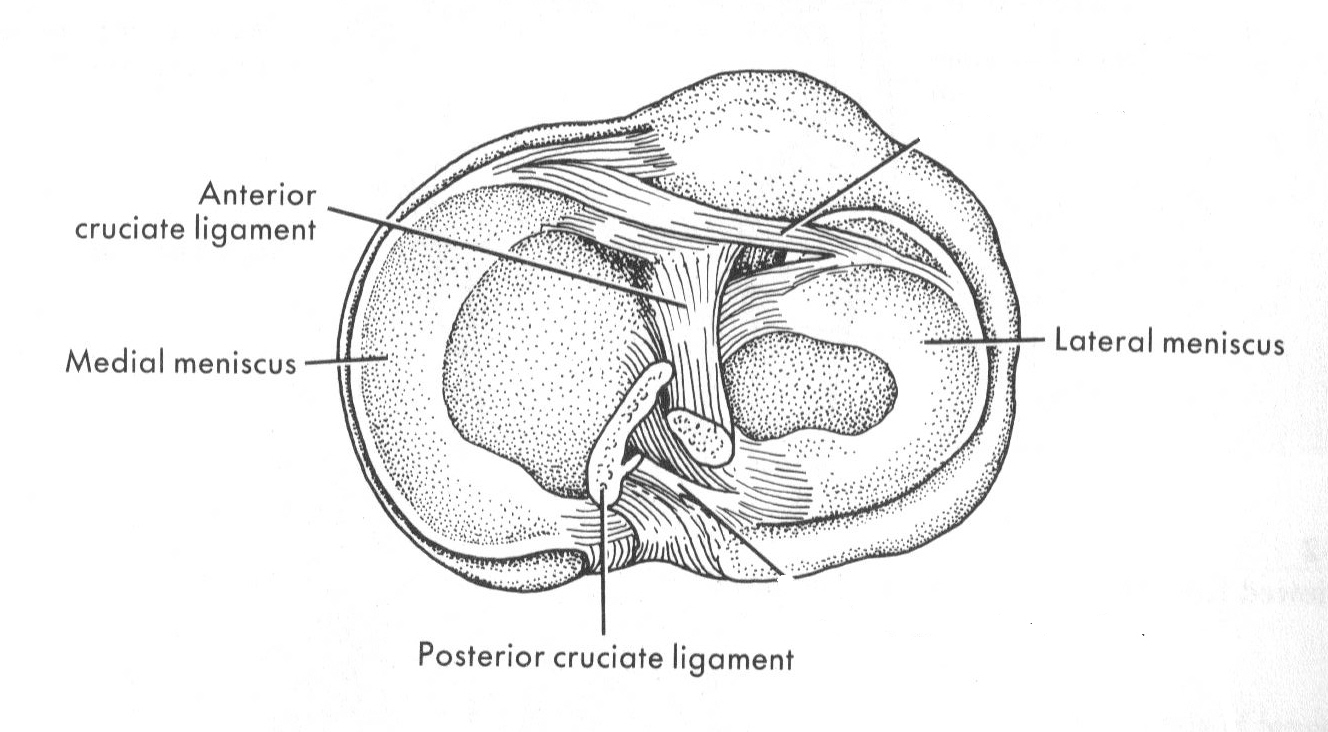 Anterior
cruciate ligament
Medial meniscus
Lateral meniscus
Posterior cruciate ligament